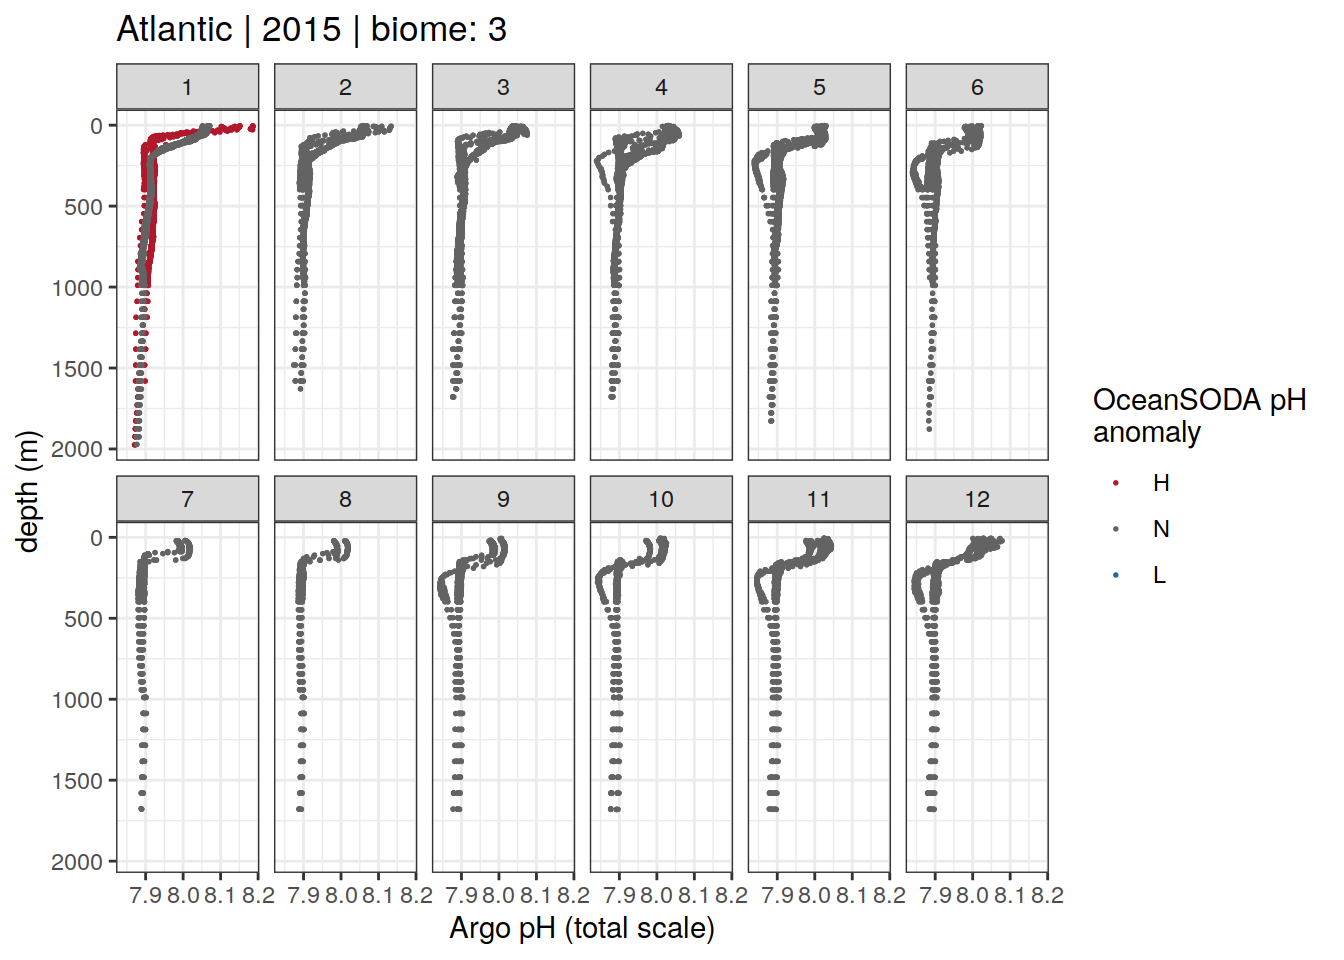 Atlantic | 2015 | biome: 3
1 2 3 4 5 6
0
500
1000
1500
2000
7 8 9 10 11 12
0
500
1000
1500
2000
7.9 8.0 8.1 8.2 7.9 8.0 8.1 8.2 7.9 8.0 8.1 8.2 7.9 8.0 8.1 8.2 7.9 8.0 8.1 8.2 7.9 8.0 8.1 8.2
Argo pH (total scale)
depth (m)
OceanSODA pH
anomaly
H
N
L